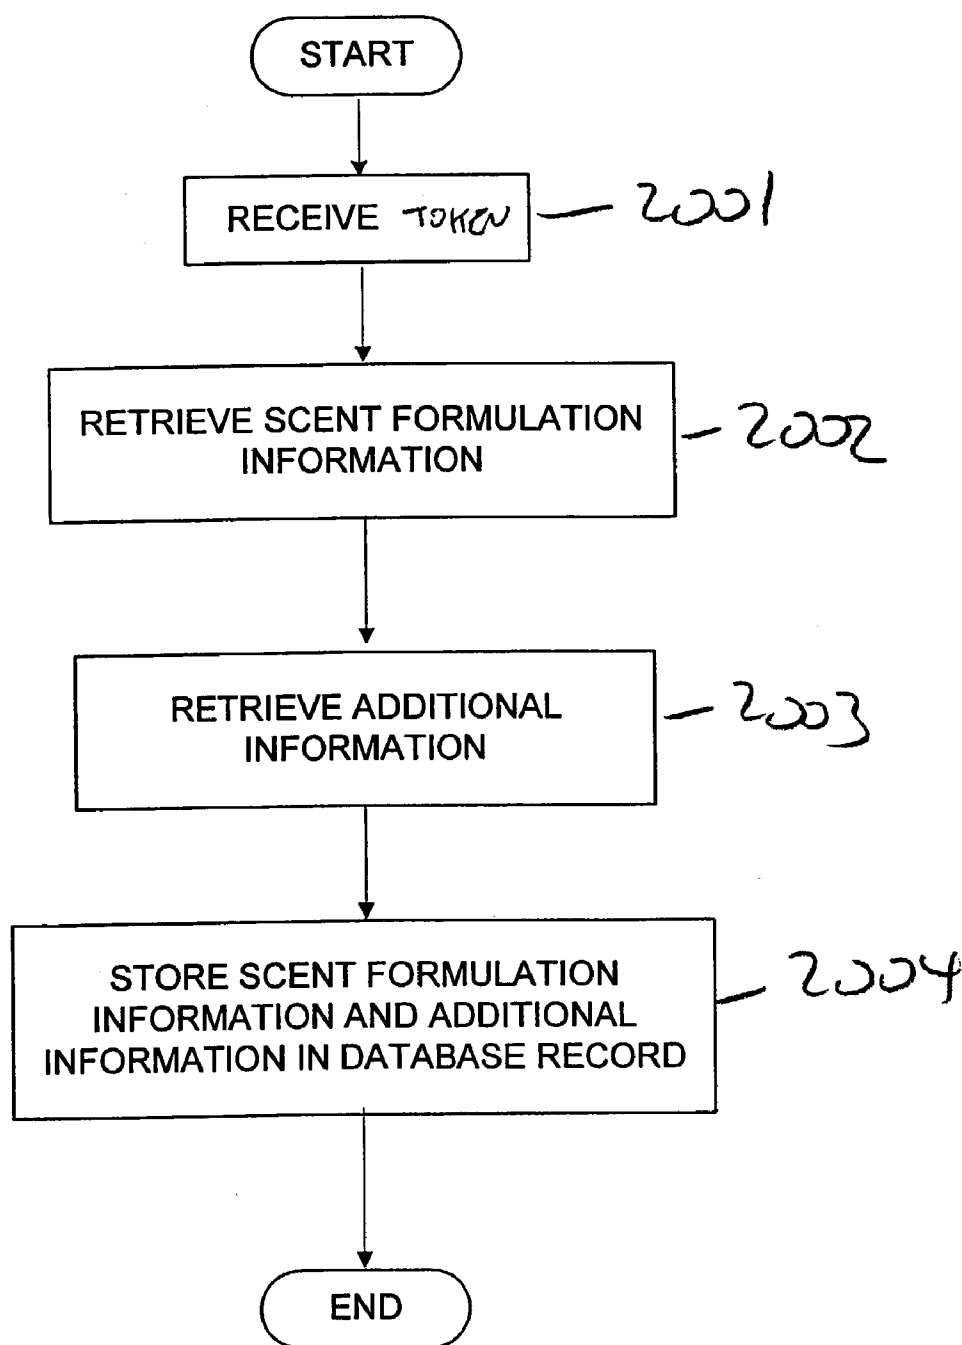 START
RECEIVE TOKEN
2001
RETRIEVE SCENT FORMULATION
INFORMATION
2002
RETRIEVE ADDITIONAL
INFORMATION
2003
STORE SCENT FORMULATION
INFORMATION AND ADDITIONAL
INFORMATION IN DATABASE RECORD
2004
END